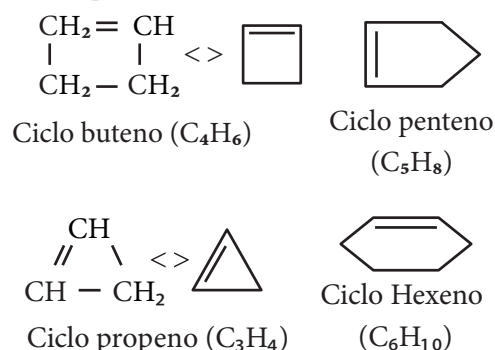 CH₂ = CH
< >
CH₂ – CH₂
Ciclo buteno (C₄H₆)
Ciclo penteno
(C₅H₈)
CH
< >
CH – CH₂
Ciclo propeno (C₃H₄)
Ciclo Hexeno
(C₆H₁₀)